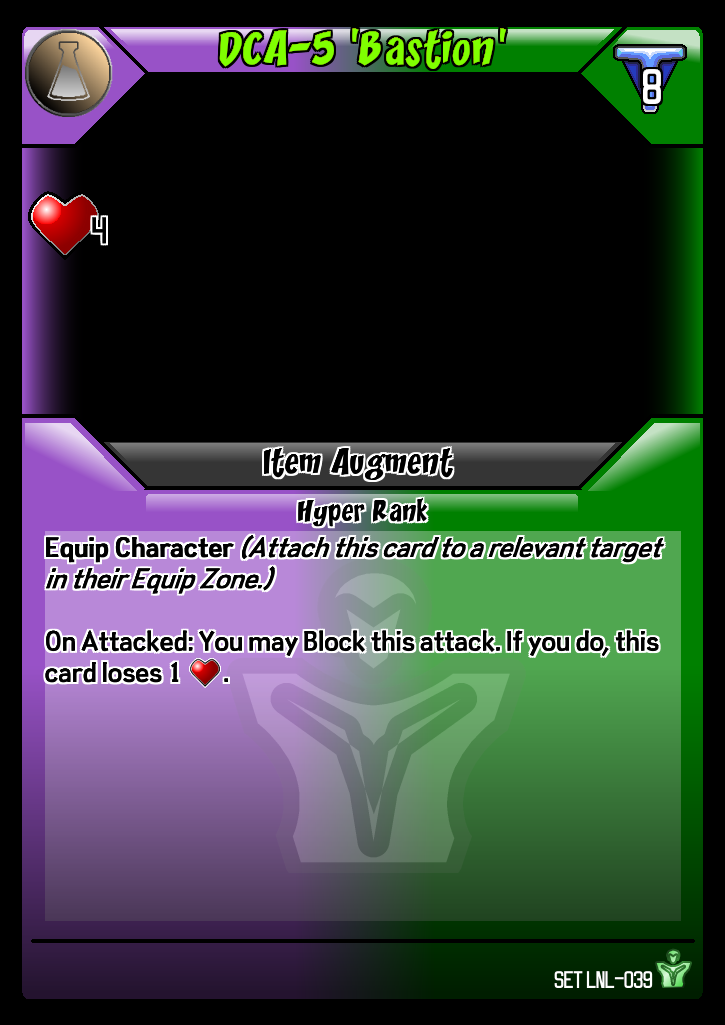 DCA-5 'Bastion'
8
4
Item Augment
Hyper Rank
Equip Character (Attach this card to a relevant target
in their Equip Zone.)
On Attacked: You may Block this attack. If you do, this
card loses 1 .
SET LNL-039